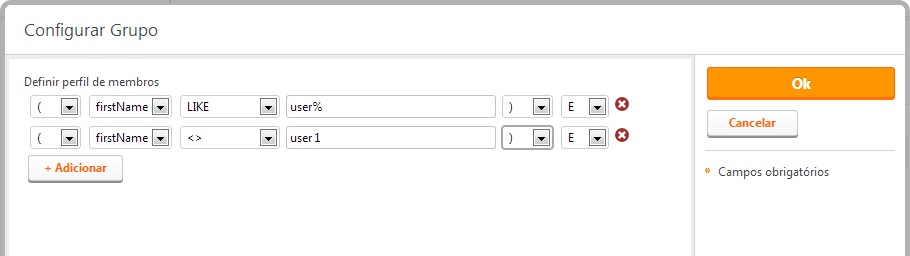 Configurar Grupo
Definir perfil de membros
( firstName LIKE user% ) E
( firstName <> user1 ) E
+ Adicionar
Ok
Cancelar
* Campos obrigatórios